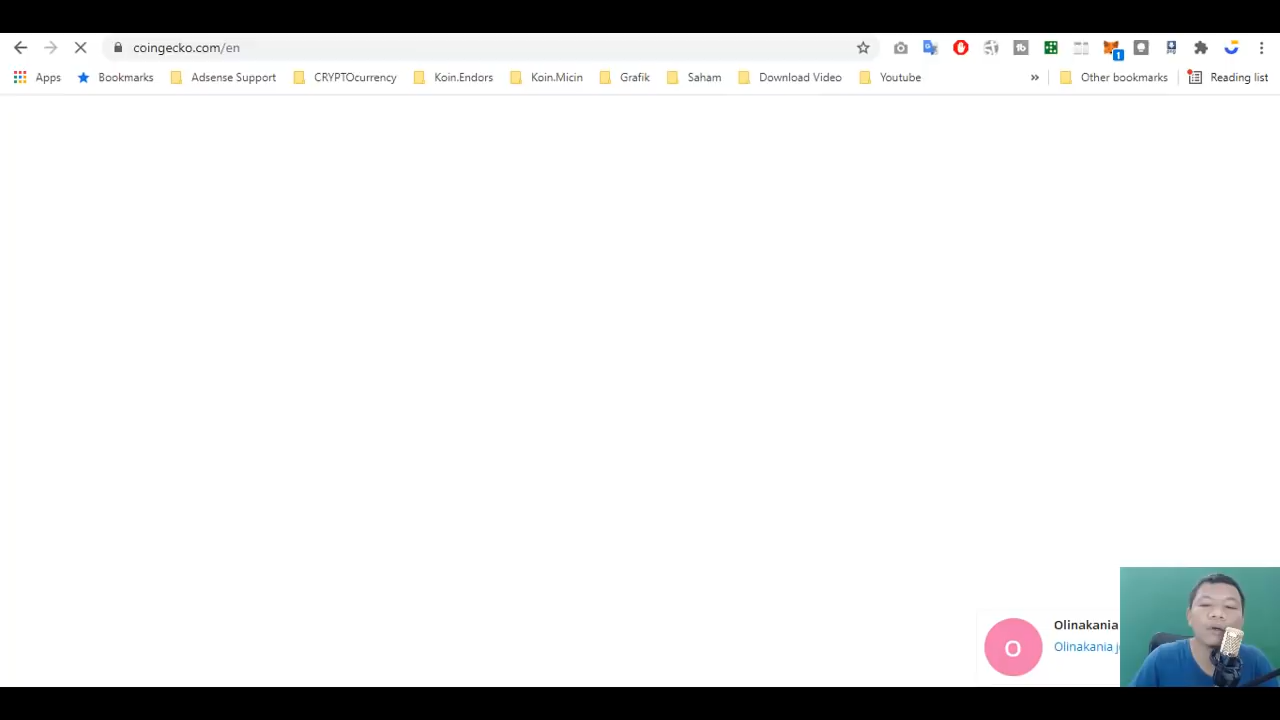 coingecko.com/en
1
Apps Bookmarks Adsense Support CRYPTOcurrency Koin.Endors Koin.Micin Grafik Saham Download Video Youtube » Other bookmarks Reading list
O
Olinakania
Olinakania